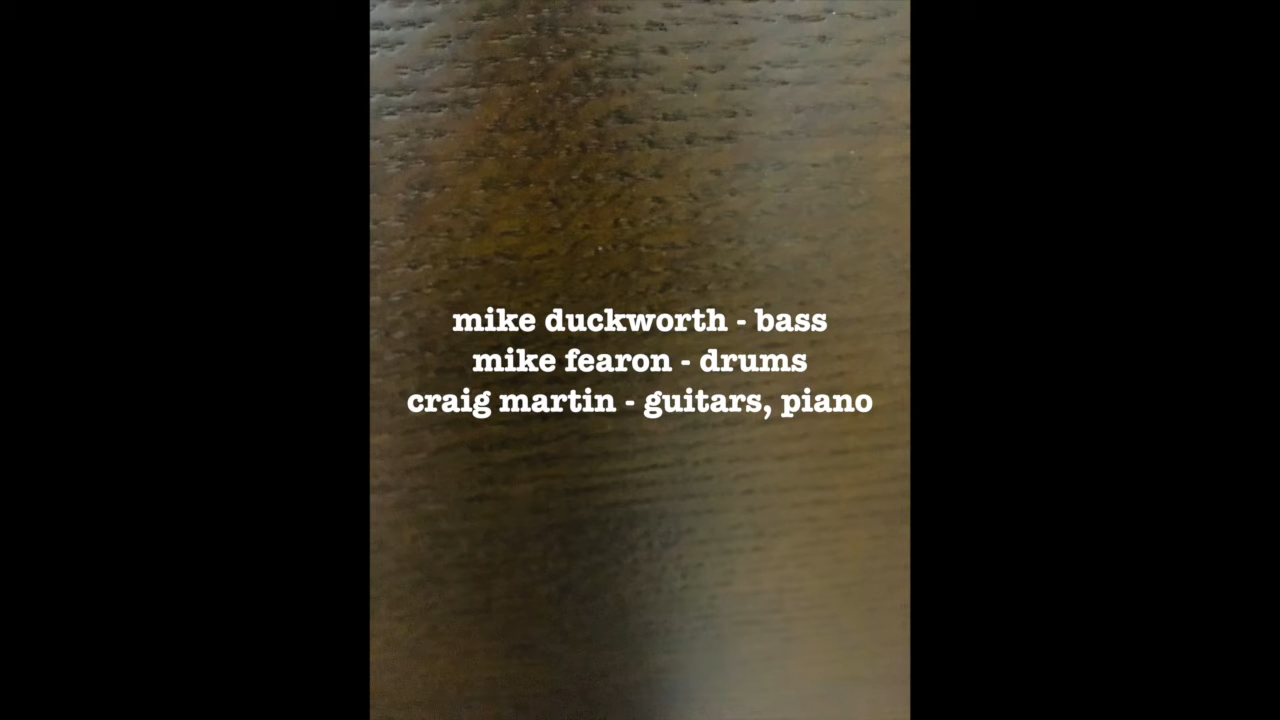 mike duckworth - bass
mike fearon - drums
craig martin - guitars, piano